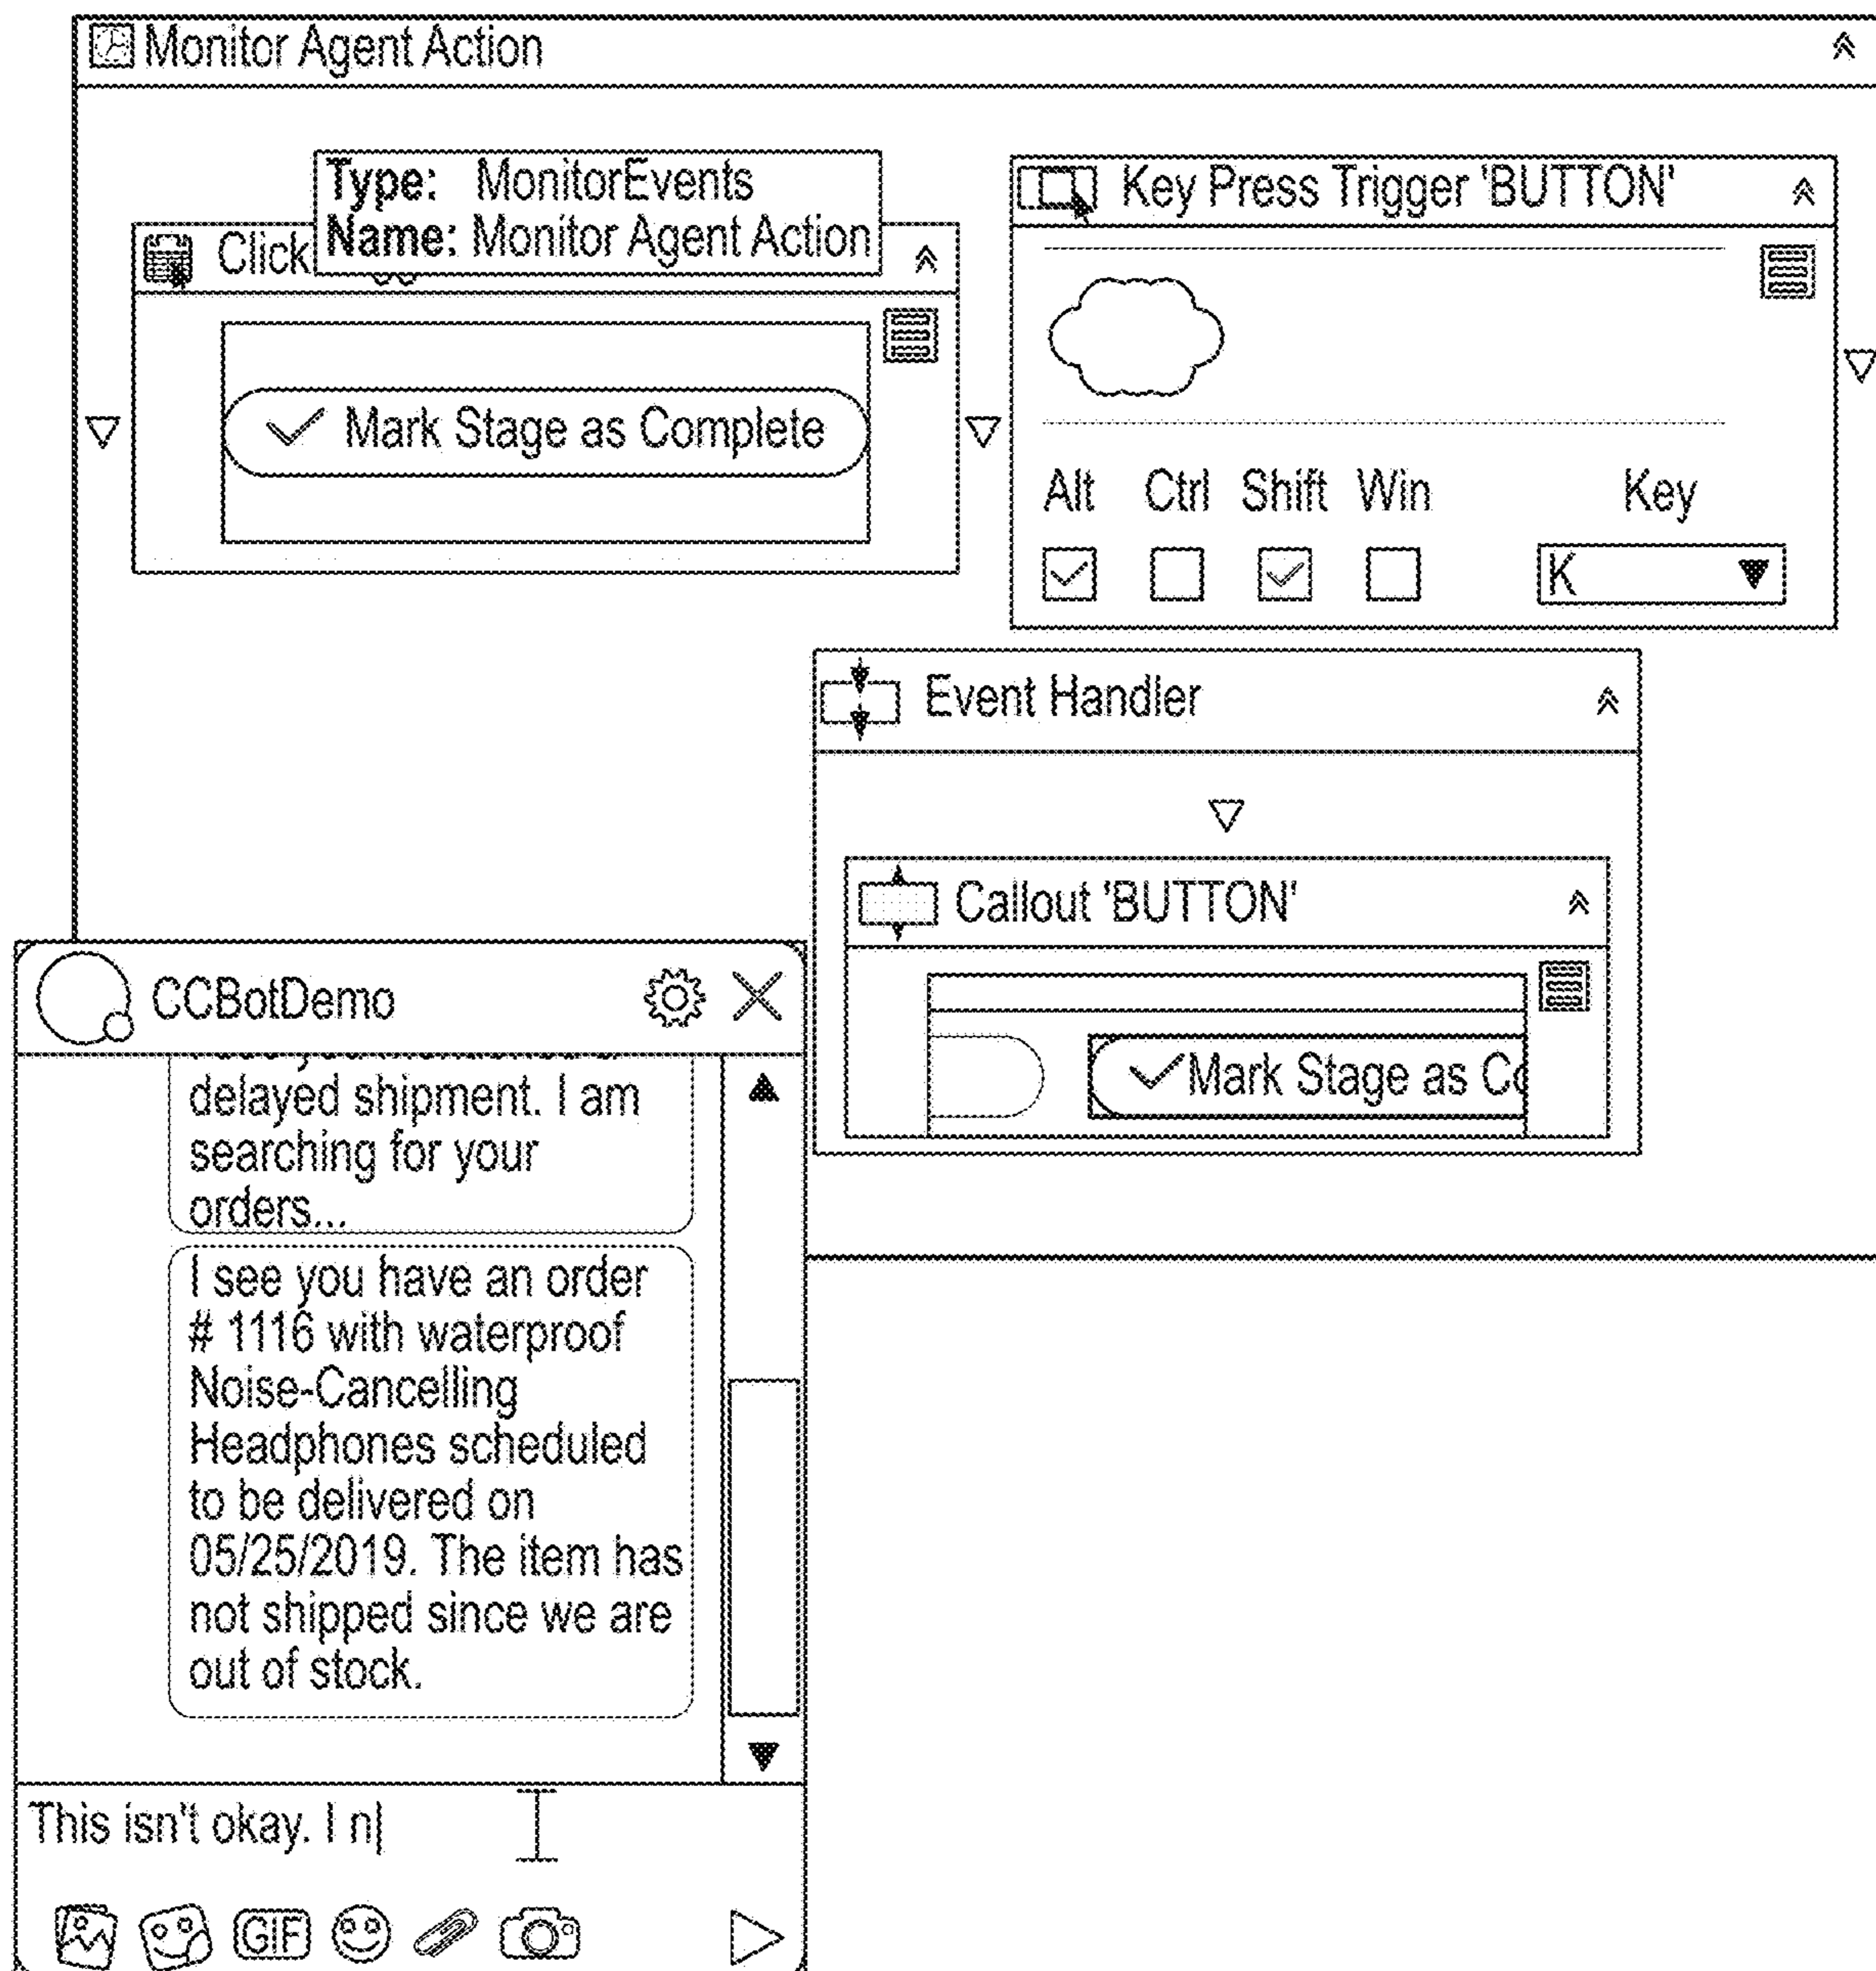 Monitor Agent Action
Type: MonitorEvents
Name: Monitor Agent Action
Click
Mark Stage as Complete
Key Press Trigger 'BUTTON'
Alt Ctrl Shift Win Key
K
Event Handler
Callout 'BUTTON'
Mark Stage as
CCBotDemo
delayed shipment. I am
searching for your
orders...
I see you have an order
# 1116 with waterproof
Noise-Cancelling
Headphones scheduled
to be delivered on
05/25/2019. The item has
not shipped since we are
out of stock.
This isn't okay. I n
GIF